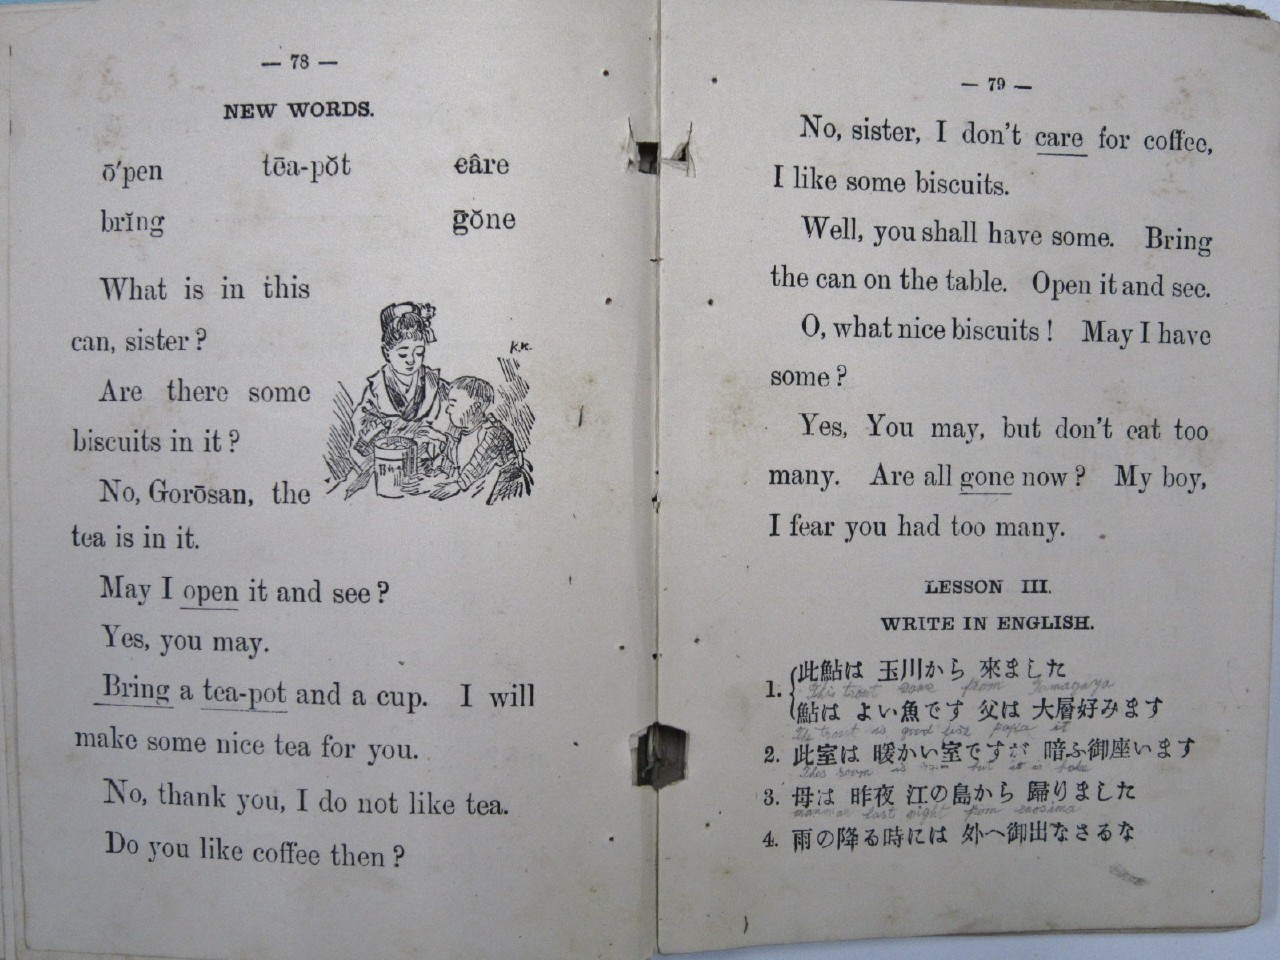 — 78 —
NEW WORDS.
ō′pen tēa-pŏt câre
brĭng ḡŏne
What is in this
can, sister?
Are there some
biscuits in it?
No, Gorōsan, the
tea is in it.
K.K.
May I open it and see?
Yes, you may.
Bring a tea-pot and a cup. I will
make some nice tea for you.
No, thank you, I do not like tea.
Do you like coffee then?
— 79 —
No, sister, I don't care for coffee,
I like some biscuits.
Well, you shall have some. Bring
the can on the table. Open it and see.
O, what nice biscuits! May I have
some?
Yes, You may, but don't eat too
many. Are all gone now? My boy,
I fear you had too many.
LESSON III.
WRITE IN ENGLISH.
1. 此鮎は 玉川から 來ました
This trout come from Tamagaya
鮎は よい魚です 父は 大層好みます
trout is good papa it
2. 此室は 暖かい室ですが 暗ふ御座います
This room is but it is
3. 母は 昨夜 江の島から 歸りました
last night from enosima
4. 雨の降る時には 外へ御出なさるな